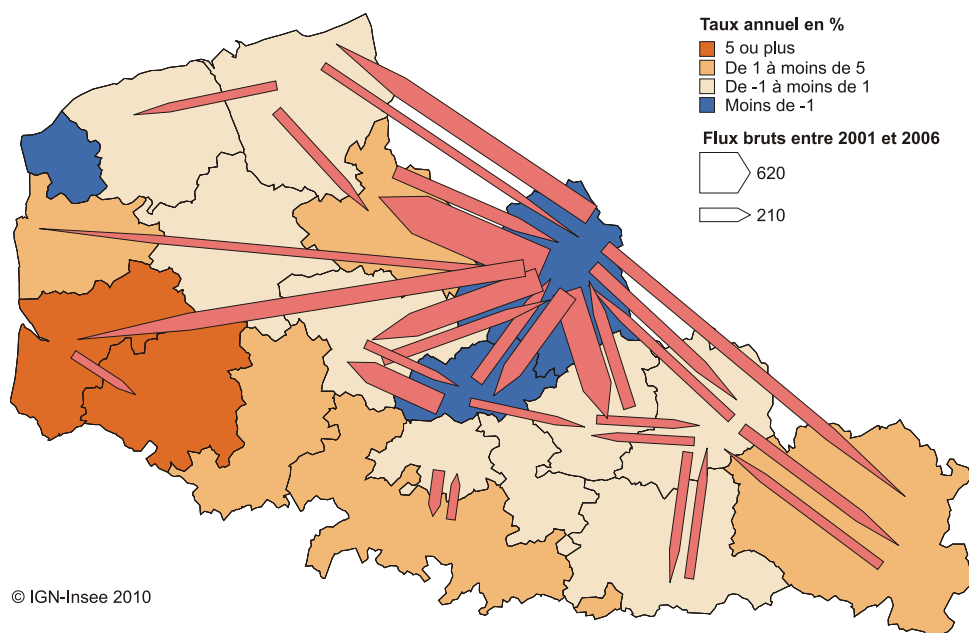 Taux annuel en %
5 ou plus
De 1 à moins de 5
De -1 à moins de 1
Moins de -1
Flux bruts entre 2001 et 2006
620
210
© IGN-Insee 2010